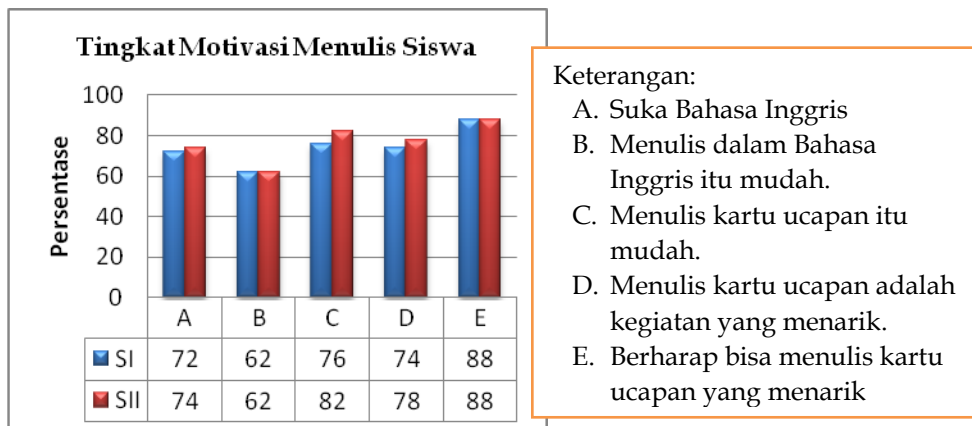 Tingkat Motivasi Menulis Siswa
Persentase
100
80
60
40
20
0
A B C D E
SI 72 62 76 74 88
SII 74 62 82 78 88
Keterangan:
A. Suka Bahasa Inggris
B. Menulis dalam Bahasa
Inggris itu mudah.
C. Menulis kartu ucapan itu
mudah.
D. Menulis kartu ucapan adalah
kegiatan yang menarik.
E. Berharap bisa menulis kartu
ucapan yang menarik